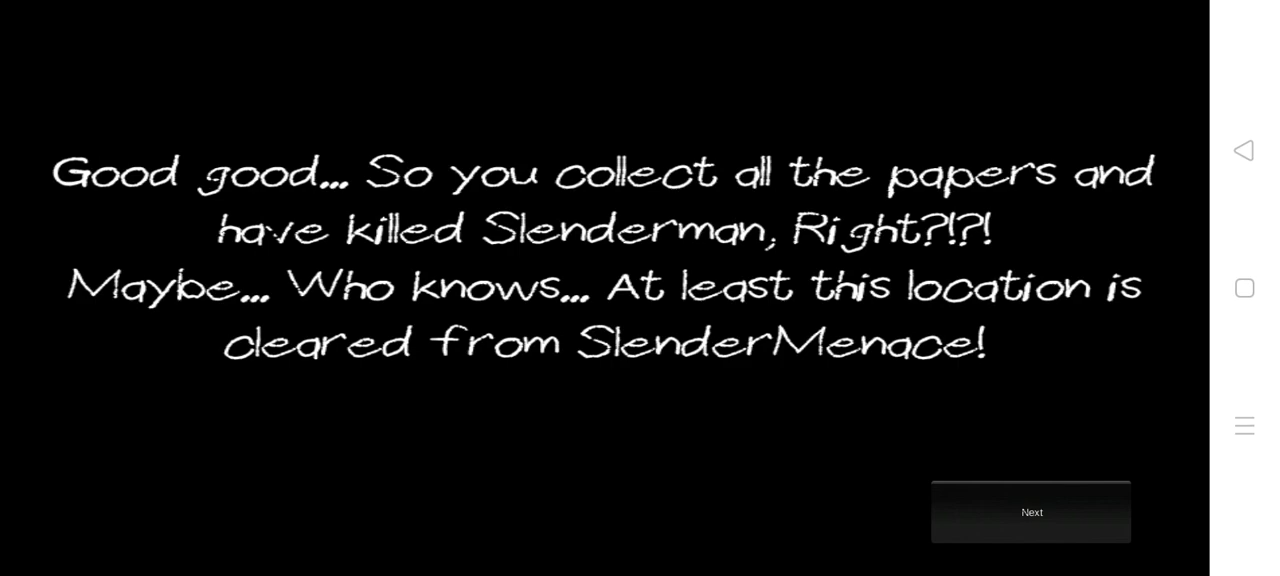 Good good... So you collect all the papers and
have killed Slenderman, Right?!?!
Maybe... Who knows... At least this location is
cleared from SlenderMenace!
Next